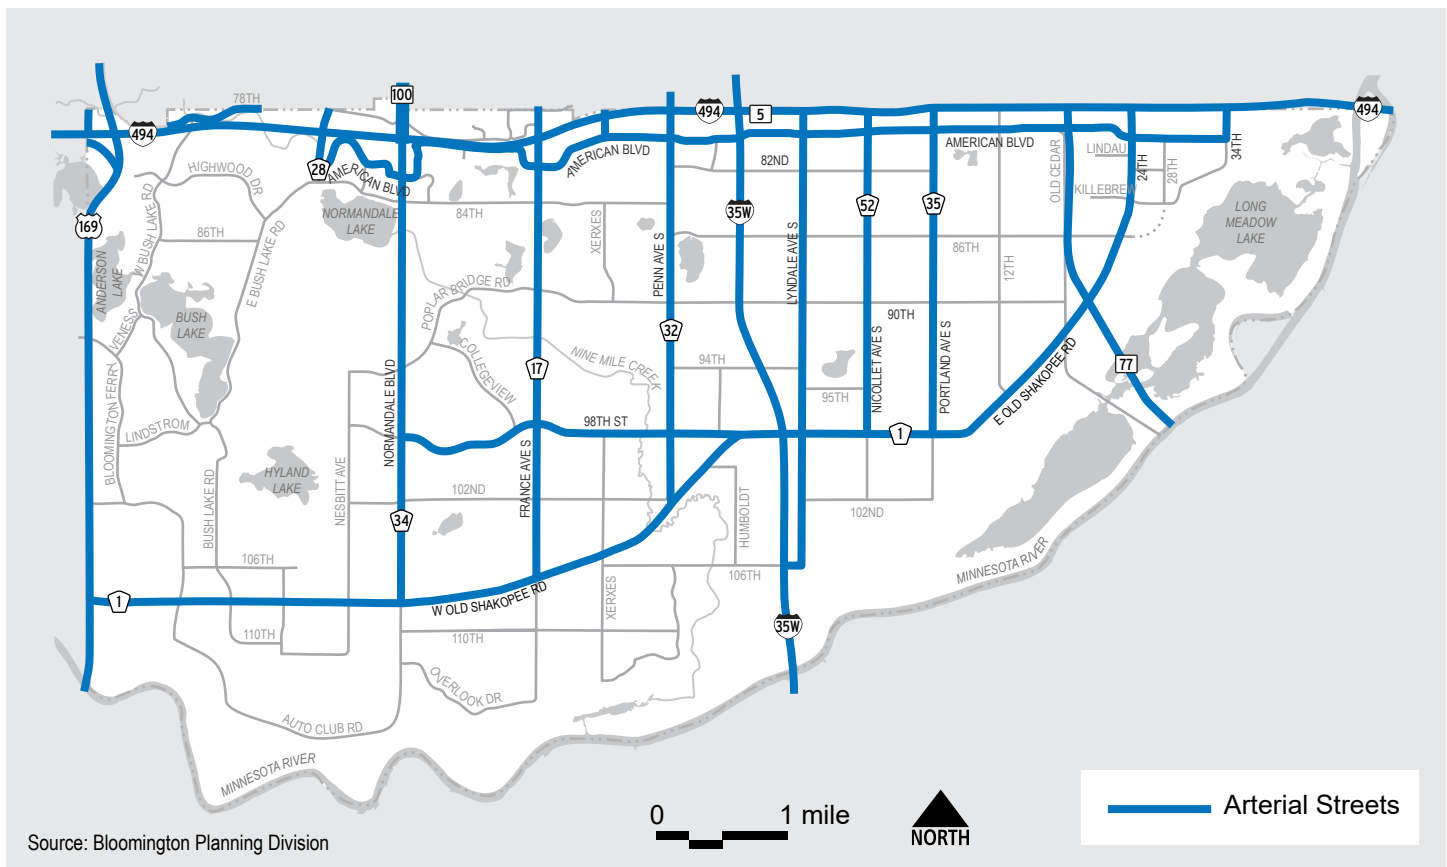 100
78TH
494
5
494
494
AMERICAN BLVD
AMERICAN BLVD
LINDAU
34TH
24TH
28TH
OLD CEDAR
KILLEBREW
82ND
HIGHWOOD DR
28
AMERICAN BLVD
W BUSH LAKE RD
NORMANDALE
LAKE
84TH
35W
52
35
LONG
MEADOW
LAKE
169
86TH
XERXES
86TH
E BUSH LAKE RD
PENN AVE S
LYNDALE AVE S
12TH
ANDERSON
LAKE
POPLAR BRIDGE RD
90TH
BUSH
LAKE
VENESS
32
COLLEGEVIEW
NINE MILE CREEK
NICOLLET AVE S
PORTLAND AVE S
E OLD SHAKOPEE RD
77
94TH
17
95TH
NORMANDALE BLVD
BLOOMINGTON FERRY
LINDSTROM
98TH ST
1
FRANCE AVE S
HYLAND
LAKE
BUSH LAKE RD
NESBITT AVE
102ND
102ND
HUMBOLDT
34
106TH
106TH
MINNESOTA RIVER
XERXES
W OLD SHAKOPEE RD
1
35W
110TH
110TH
OVERLOOK DR
AUTO CLUB RD
MINNESOTA RIVER
0 1 mile
NORTH
Arterial Streets
Source: Bloomington Planning Division